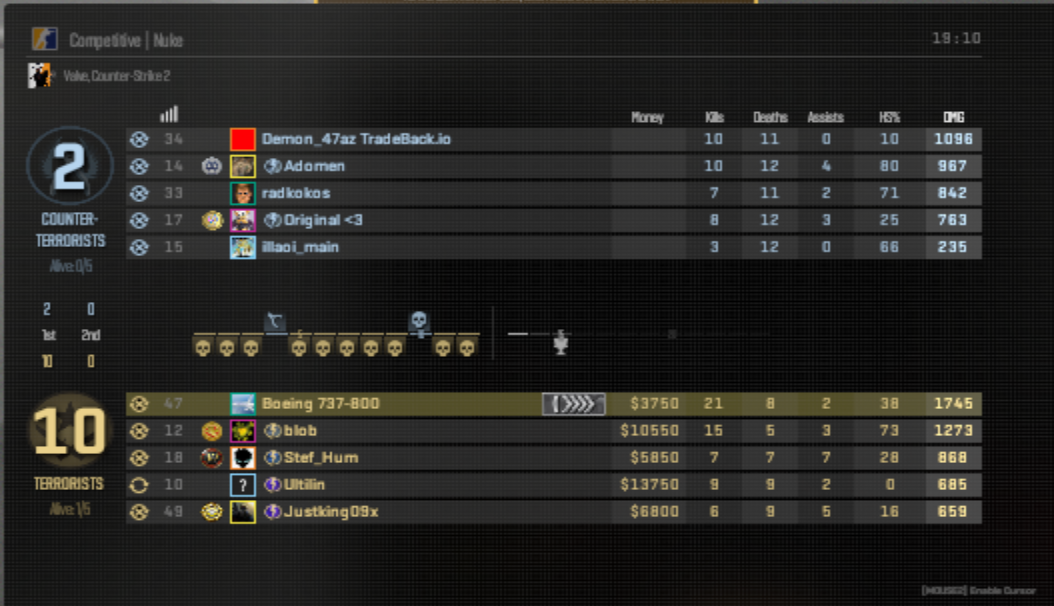 Competitive | Nuke 19:10
Valve, Counter-Strike 2
Money Kills Deaths Assists HS% DMG
34 Demon_47az TradeBack.io 10 11 0 10 1096
14 Adomen 10 12 4 80 967
33 radkokos 7 11 2 71 842
17 Original <3 8 12 3 25 763
15 illaoi_main 3 12 0 66 235
2
COUNTER-
TERRORISTS
Alive: 0/5
2 0
1st 2nd
10 0
47 Boeing 737-800 $3750 21 8 2 38 1745
12 blob $10550 15 5 3 73 1273
18 Stef_Hum $5850 7 7 7 28 868
10 ? Ultilin $13750 9 9 2 0 685
49 Justking09x $6800 6 9 5 16 659
10
TERRORISTS
Alive: 1/5
[MOUSE2] Enable Cursor